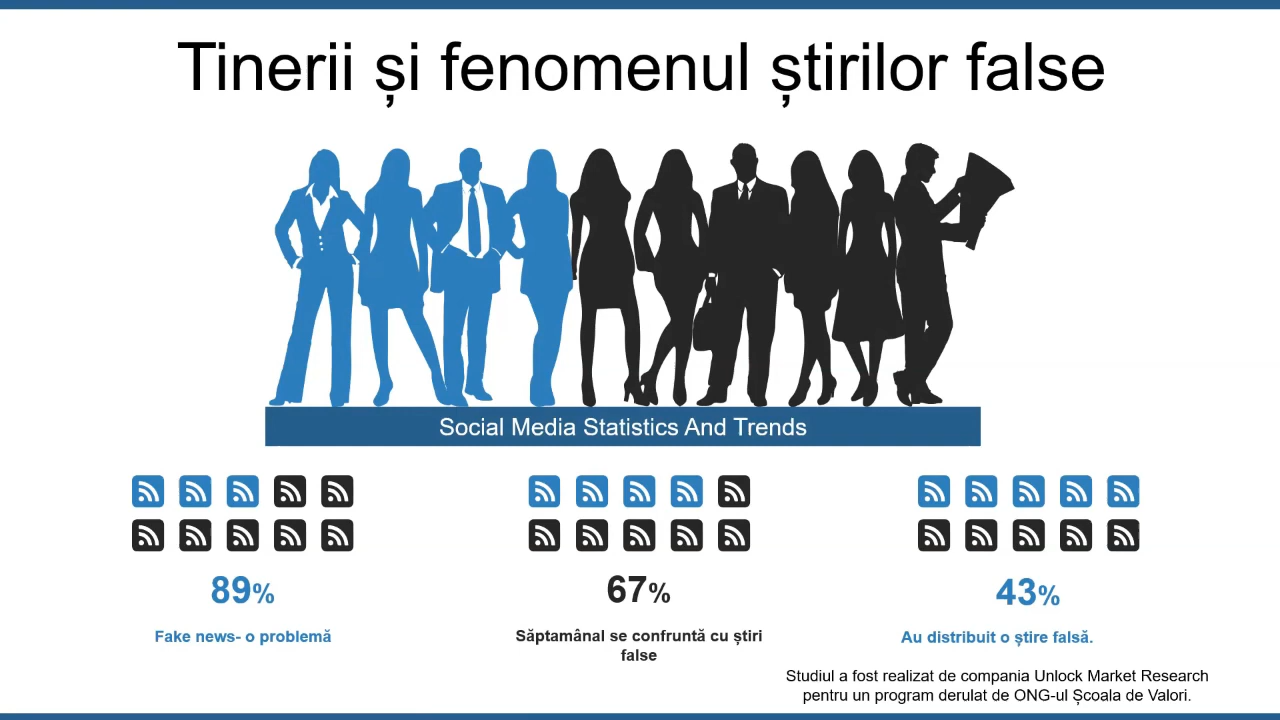 Tinerii și fenomenul știrilor false
Social Media Statistics And Trends
89%
Fake news- o problemă
67%
Săptamânal se confruntă cu știri
false
43%
Au distribuit o știre falsă.
Studiul a fost realizat de compania Unlock Market Research
pentru un program derulat de ONG-ul Școala de Valori.